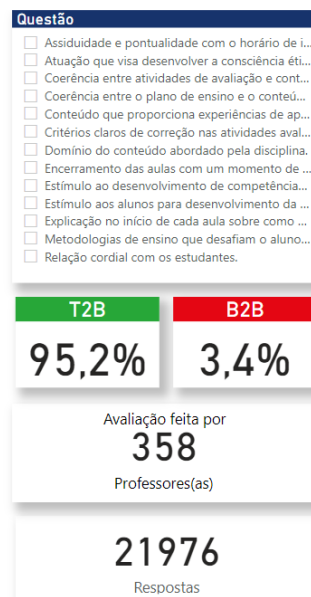 Questão
Assiduidade e pontualidade com o horário de i...
Atuação que visa desenvolver a consciência éti...
Coerência entre atividades de avaliação e cont...
Coerência entre o plano de ensino e o conteú...
Conteúdo que proporciona experiências de ap...
Critérios claros de correção nas atividades aval...
Domínio do conteúdo abordado pela disciplina.
Encerramento das aulas com um momento de ...
Estímulo ao desenvolvimento de competência...
Estímulo aos alunos para desenvolvimento da ...
Explicação no início de cada aula sobre como ...
Metodologias de ensino que desafiam o aluno...
Relação cordial com os estudantes.
T2B
95,2%
B2B
3,4%
Avaliação feita por
358
Professores(as)
21976
Respostas